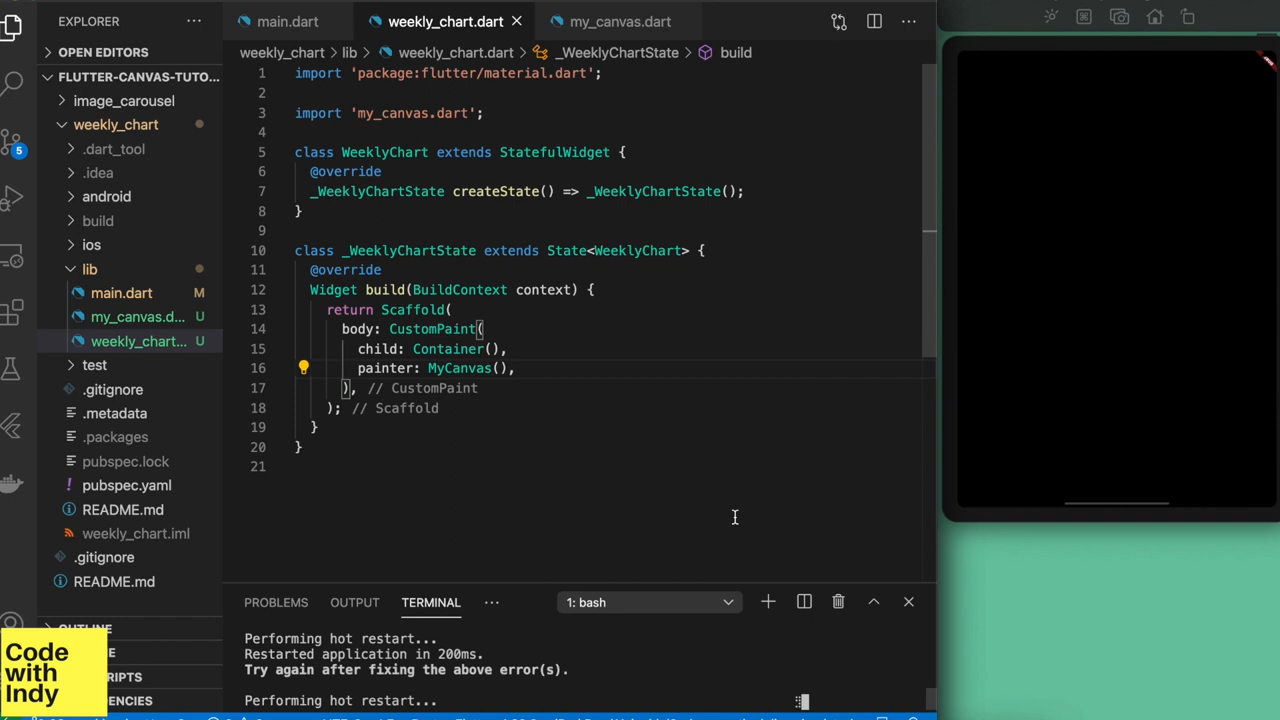 EXPLORER
OPEN EDITORS
FLUTTER-CANVAS-TUTO...
image_carousel
weekly_chart
.dart_tool
.idea
android
build
ios
lib
main.dart M
my_canvas.d... U
weekly_chart... U
test
.gitignore
.metadata
.packages
pubspec.lock
pubspec.yaml
README.md
weekly_chart.iml
.gitignore
README.md
5
main.dart
weekly_chart.dart
my_canvas.dart
weekly_chart > lib > weekly_chart.dart > _WeeklyChartState > build
1 import 'package:flutter/material.dart';
2
3 import 'my_canvas.dart';
4
5 class WeeklyChart extends StatefulWidget {
6 @override
7 _WeeklyChartState createState() => _WeeklyChartState();
8 }
9
10 class _WeeklyChartState extends State<WeeklyChart> {
11 @override
12 Widget build(BuildContext context) {
13 return Scaffold(
14 body: CustomPaint(
15 child: Container(),
16 painter: MyCanvas(),
17 ), // CustomPaint
18 ); // Scaffold
19 }
20 }
21
PROBLEMS OUTPUT TERMINAL
1: bash
Performing hot restart...
Restarted application in 200ms.
Try again after fixing the above error(s).
Performing hot restart...
Code
with
Indy